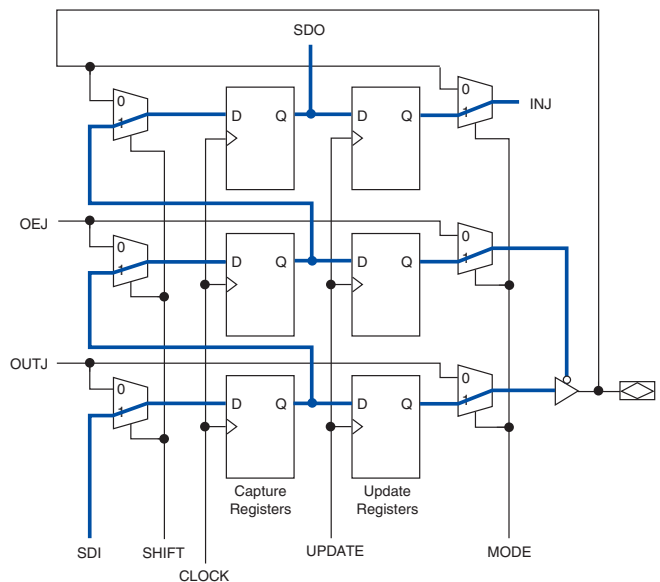 SDO
0
1
D Q
D Q
0
1
INJ
OEJ
0
1
D Q
D Q
0
1
OUTJ
0
1
D Q
D Q
0
1
Capture
Registers
Update
Registers
SDI
SHIFT
CLOCK
UPDATE
MODE